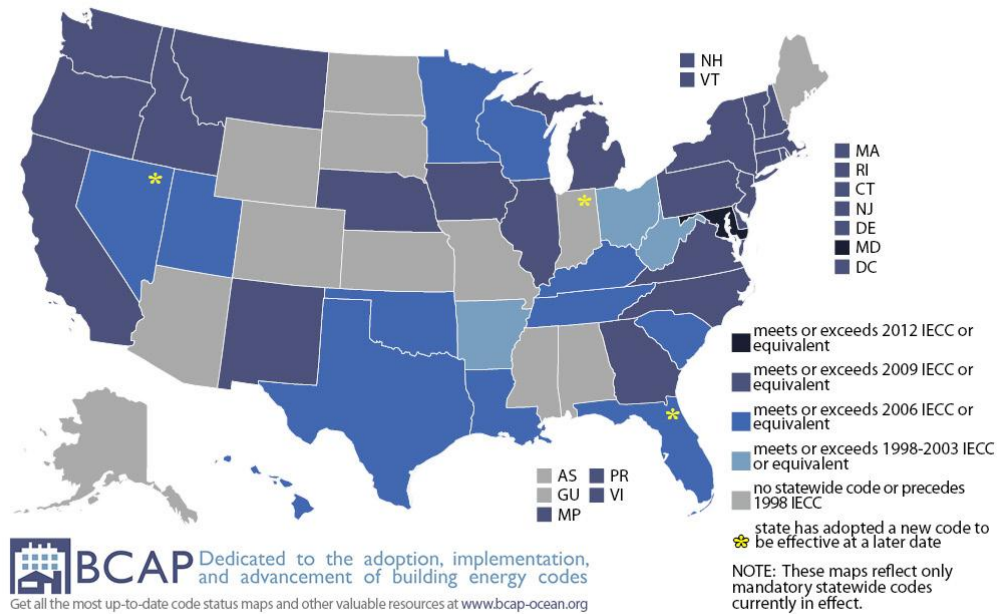 NH
VT
MA
RI
CT
NJ
DE
MD
DC
meets or exceeds 2012 IECC or
equivalent
meets or exceeds 2009 IECC or
equivalent
meets or exceeds 2006 IECC or
equivalent
meets or exceeds 1998-2003 IECC
or equivalent
no statewide code or precedes
1998 IECC
state has adopted a new code to
be effective at a later date
NOTE: These maps reflect only
mandatory statewide codes
currently in effect.
AS PR
GU VI
MP
BCAP Dedicated to the adoption, implementation,
and advancement of building energy codes
Get all the most up-to-date code status maps and other valuable resources at www.bcap-ocean.org